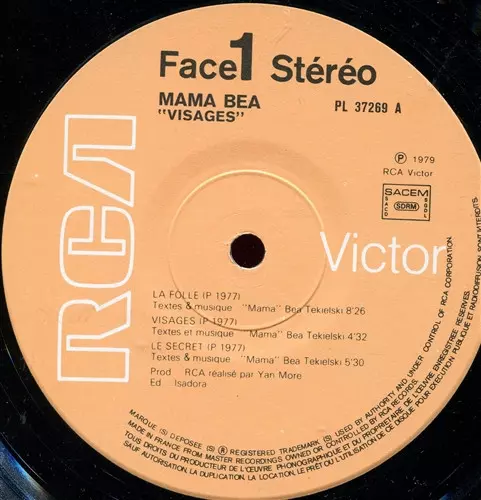 Face 1 Stéréo
MAMA BEA
"VISAGES"
PL 37269 A
℗ 1979
RCA Victor
SACEM
SACD
SDRM
SGDL
RCA
Victor
LA FOLLE (P 1977)
Textes & musique "Mama" Bea Tekielski 8'26
VISAGES (P 1977)
Textes et musique "Mama" Bea Tekielski 4'32
LE SECRET (P 1977)
Textes & musique "Mama" Bea Tekielski 5'30
Prod RCA réalisé par Yan More
Ed Isadora
MARQUE (S) DEPOSEE (S) ® REGISTERED TRADEMARK (S) USED BY AUTHORITY AND UNDER CONTROL OF RCA CORPORATION.
MADE IN FRANCE FROM MASTER RECORDINGS OWNED OR CONTROLLED BY RCA RECORDS.
TOUS DROITS DU PRODUCTEUR DE L'ŒUVRE PHONOGRAPHIQUE ET DU PROPRIETAIRE DE L'ŒUVRE ENREGISTREE RESERVES
SAUF AUTORISATION, LA DUPLICATION, LA LOCATION, LE PRÊT OU L'UTILISATION DE CE DISQUE POUR EXECUTION PUBLIQUE ET RADIODIFFUSION SONT INTERDITS.